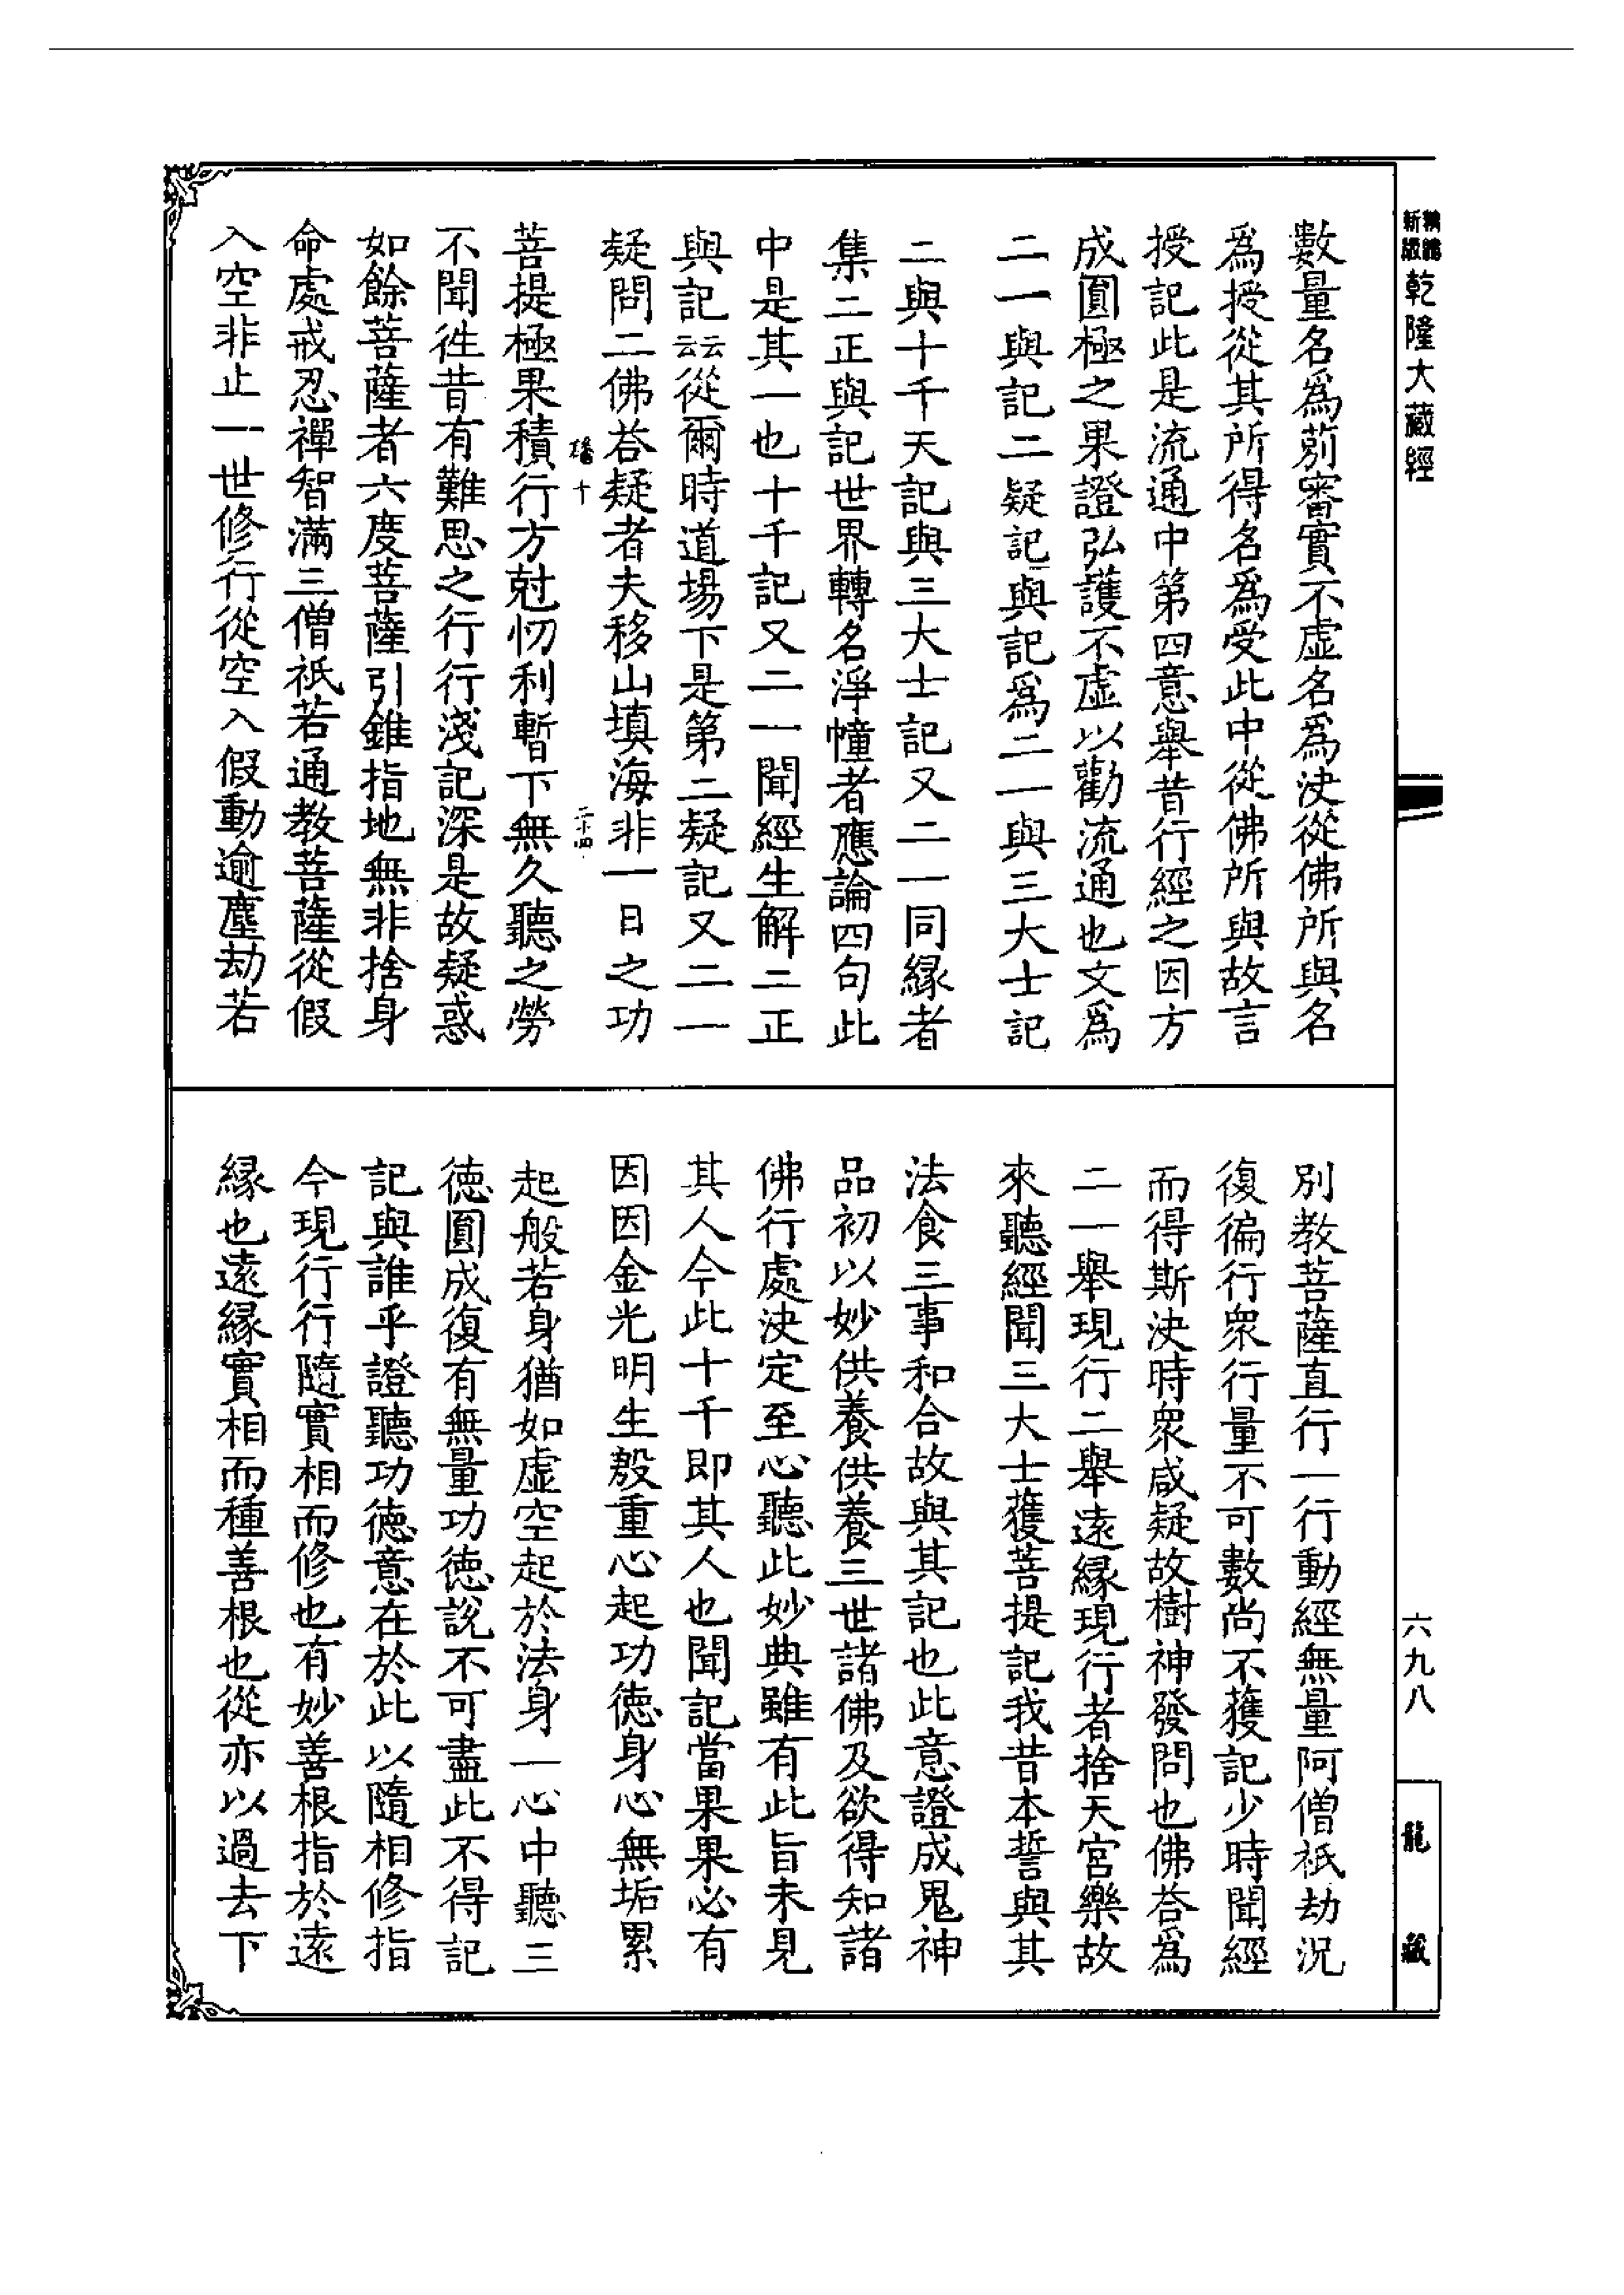 新編縮版 乾隆大藏經
數量名爲莂審實不虛名爲決從佛所與名
爲授從其所得名爲受此中從佛所與故言
授記此是流通中第四意舉昔行經之因方
成圓極之果證弘護不虛以勸流通也文爲
二一與記二疑記與記爲二一與三大士記
二與十千天記與三大士記又二一同緣者
集二正與記世界轉名淨幢者應論四句此
中是其一也十千記又二一聞經生解二正
與記云云從爾時道場下是第二疑記又二一
疑問二佛荅疑者夫移山填海非一日之功
菩提極果積行方尅忉利暫下無久聽之勞
不聞徃昔有難思之行行淺記深是故疑惑
如餘菩薩者六度菩薩引錐指地無非捨身
命處戒忍禪智滿三僧祇若通教菩薩從假
入空非止一世修行從空入假動逾塵劫若
十
二十四
別教菩薩直行一行動經無量阿僧祇劫況
復徧行衆行量不可數尚不獲記少時聞經
而得斯決時衆咸疑故樹神發問也佛荅爲
二一舉現行二舉遠緣現行者捨天宮樂故
來聽經聞三大士獲菩提記我昔本誓與其
法食三事和合故與其記也此意證成鬼神
品初以妙供養供養三世諸佛及欲得知諸
佛行處決定至心聽此妙典雖有此旨未見
其人今此十千即其人也聞記當果果必有
因因金光明生殷重心起功德身心無垢累
起般若身猶如虛空起於法身一心中聽三
德圓成復有無量功德說不可盡此不得記
記與誰乎證聽功德意在於此以隨相修指
今現行行隨實相而修也有妙善根指於遠
緣也遠緣實相而種善根也從亦以過去下
六九八
龍藏